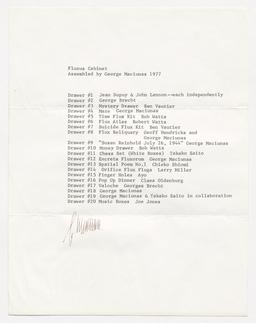 Fluxus Cabinet
Assembled by George Maciunas 1977
Drawer #1 Jean Dupuy & John Lennon--each independently
Drawer #2 George Brecht
Drawer #3 Mystery Drawer Ben Vautier
Drawer #4 Mess George Maciunas
Drawer #5 Time Flux Kit Bob Watts
Drawer #6 Flux Atlas Robert Watts
Drawer #7 Suicide Flux Kit Ben Vautier
Drawer #8 Flux Reliquary Geoff Hendricks and
George Maciunas
Drawer #9 "Susan Reinhold July 26, 1944" George Maciunas
Drawer #10 Money Drawer Bob Watts
Drawer #11 Chess Set (White Boxes) Takako Saito
Drawer #12 Excreta Fluxorum George Maciunas
Drawer #13 Spatial Poem No.1 Chieko Shiomi
Drawer #14 Orifice Flux Plugs Larry Miller
Drawer #15 Finger Holes Ayo
Drawer #16 Pop Up Dinner Claes Oldenburg
Drawer #17 Valoche Georges Brecht
Drawer #18 George Maciunas
Drawer #19 George Maciunas & Takako Saito in collaboration
Drawer #20 Music Boxes Joe Jones